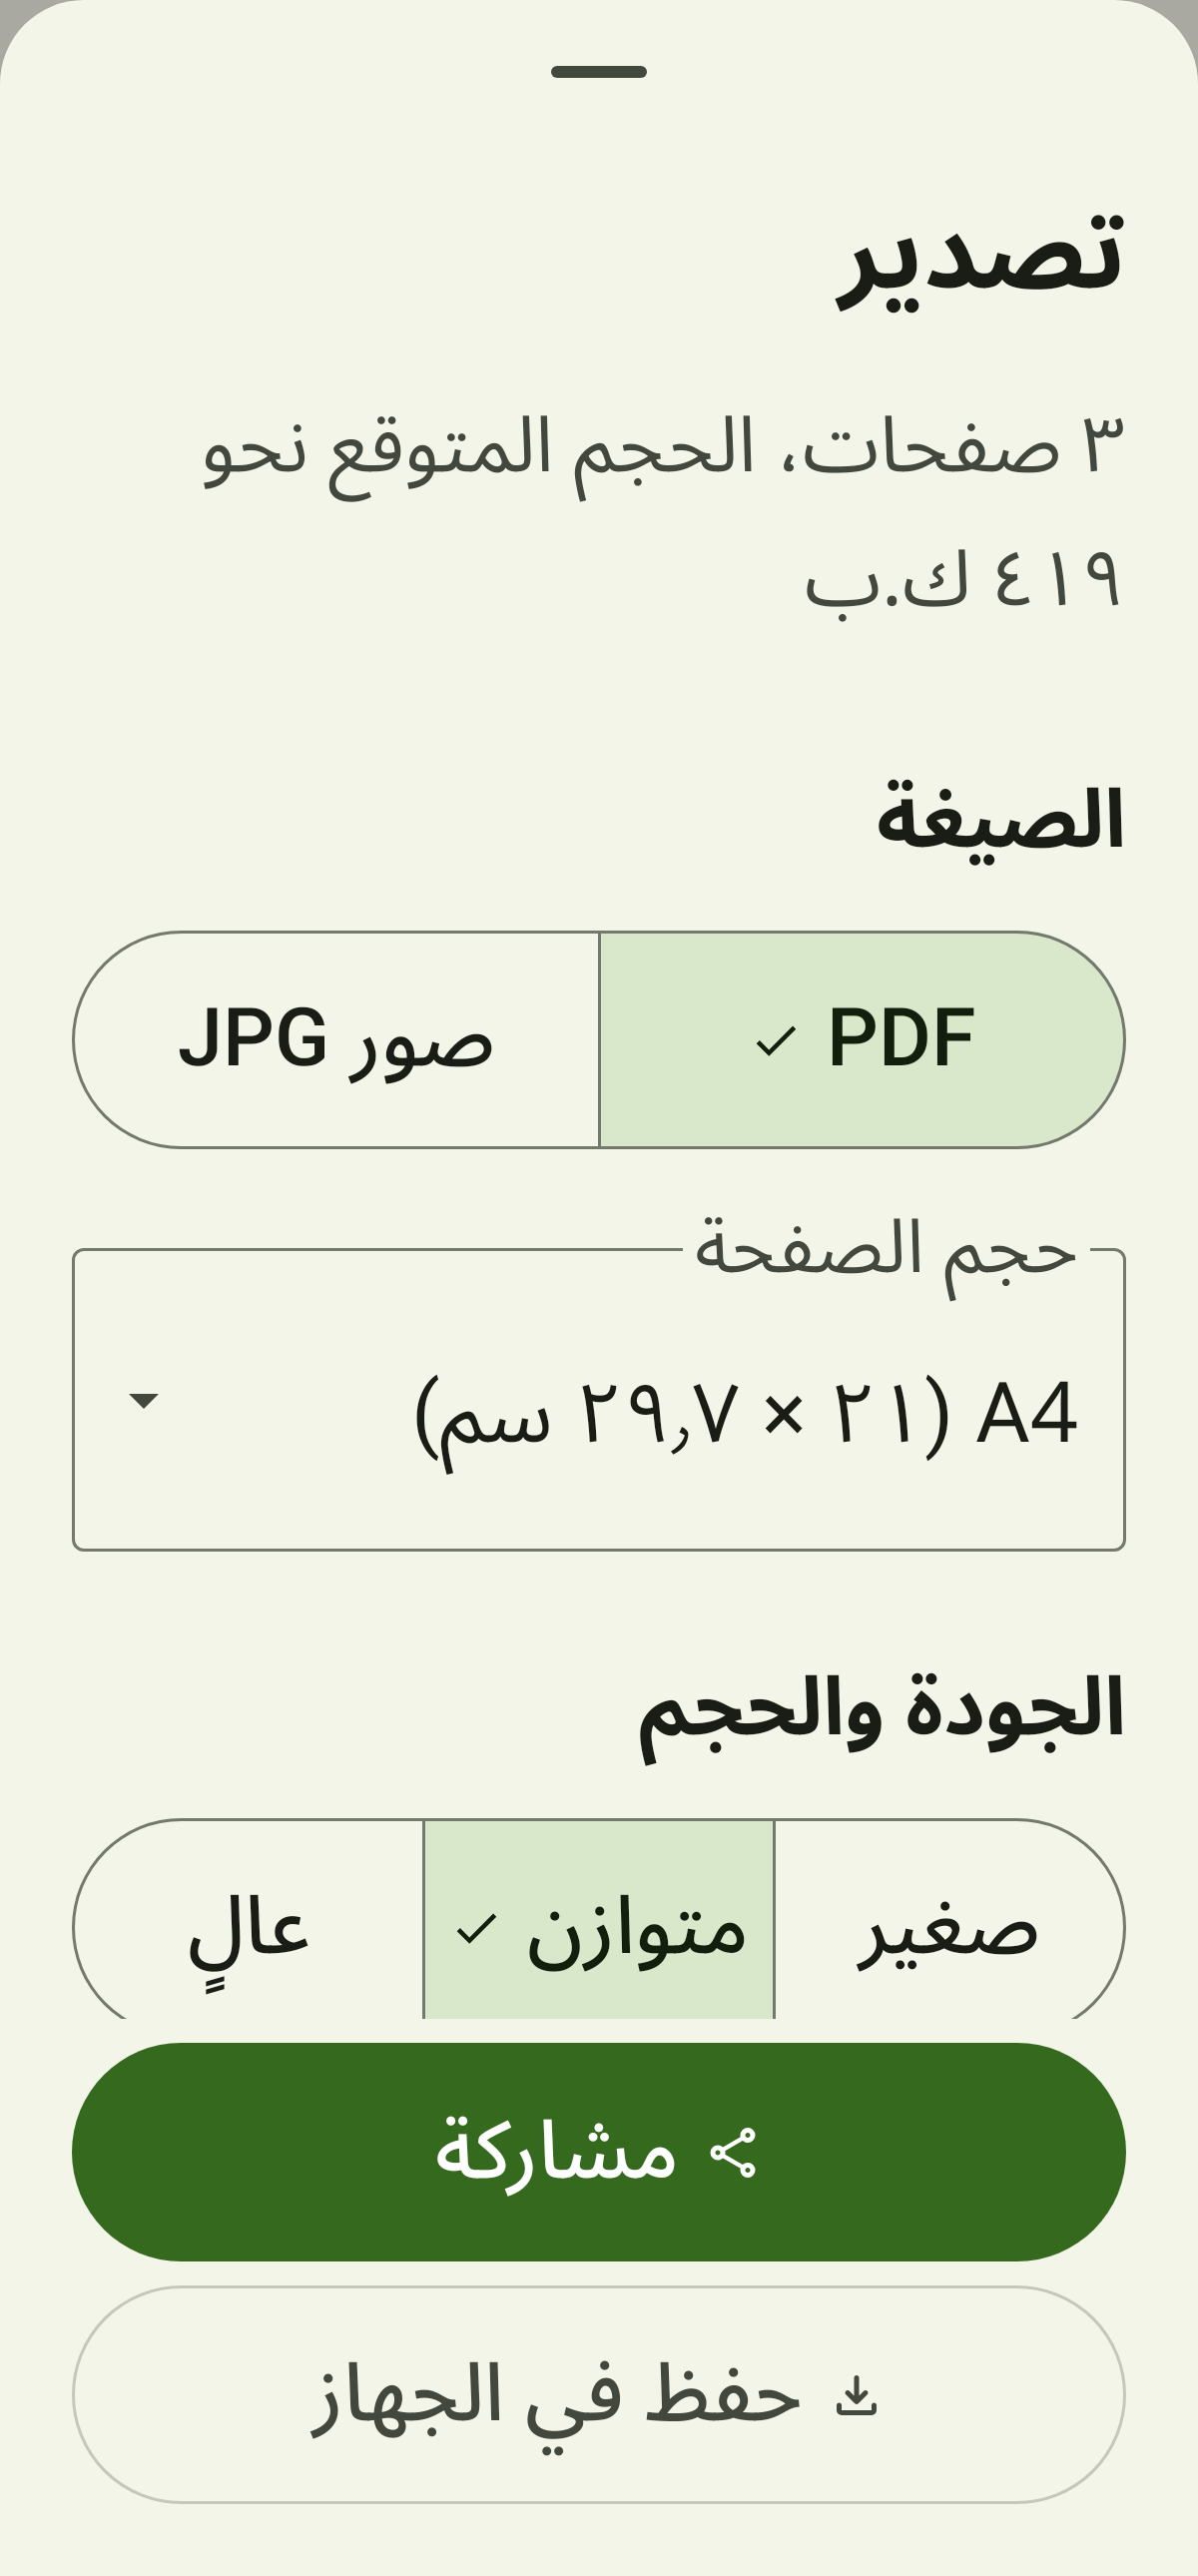 تصدير
٣ صفحات، الحجم المتوقع نحو
٤١٩ ك.ب
الصيغة
PDF
صور JPG
حجم الصفحة
A4 (٢١ × ٢٩٫٧ سم)
الجودة والحجم
صغير
متوازن
عالٍ
مشاركة
حفظ في الجهاز